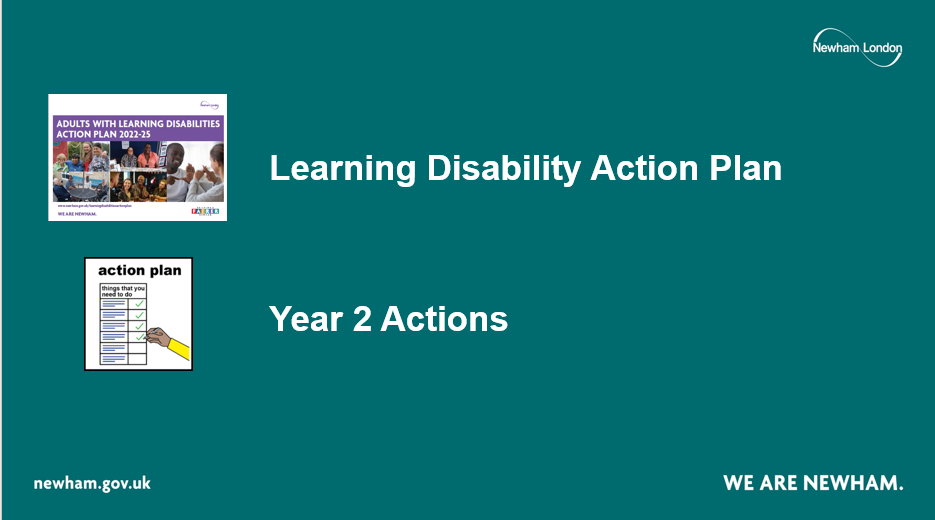 Newham London
ADULTS WITH LEARNING DISABILITIES
ACTION PLAN 2022-25
WE ARE NEWHAM.
Learning Disability Action Plan
action plan
things that you
need to do
Year 2 Actions
newham.gov.uk
WE ARE NEWHAM.